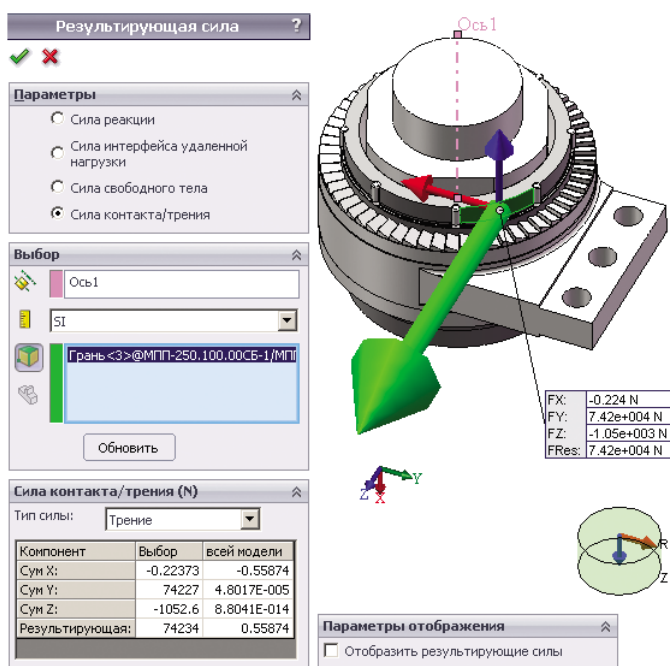 Результирующая сила ?
Параметры
Сила реакции
Сила интерфейса удаленной
нагрузки
Сила свободного тела
Сила контакта/трения
Выбор
Ось1
SI
Грань<3>@МПП-250.100.00СБ-1/МПП
Обновить
Сила контакта/трения (N)
Тип силы: Трение
Компонент Выбор всей модели
Сум X: -0.22373 -0.55874
Сум Y: 74227 4.8017E-005
Сум Z: -1052.6 8.8041E-014
Результирующая: 74234 0.55874
Ось1
FX: -0.224 N
FY: 7.42e+004 N
FZ: -1.05e+003 N
FRes: 7.42e+004 N
Y
Z
X
R
Z
Параметры отображения
Отобразить результирующие силы